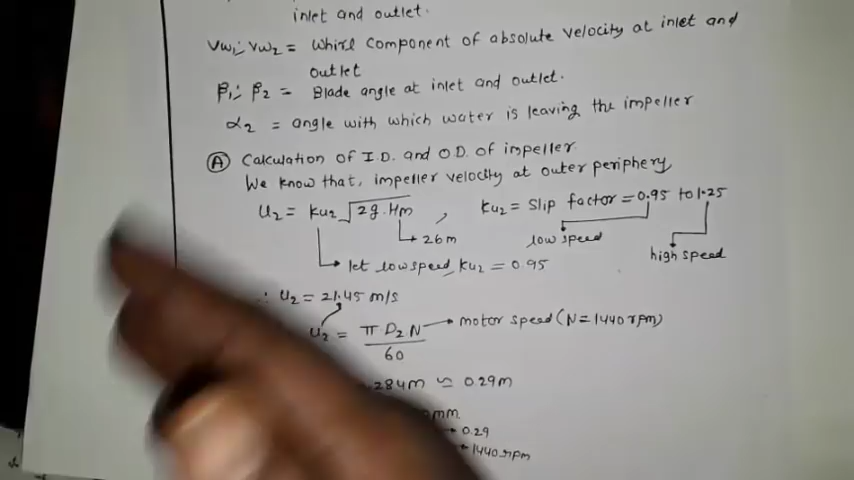 inlet and outlet.
Vw1, Vw2 = Whirl component of absolute velocity at inlet and
outlet
β1, β2 = Blade angle at inlet and outlet.
α2 = angle with which water is leaving the impeller
(A) Calculation of I.D. and O.D. of impeller.
We know that, impeller velocity at outer periphery
u2 = Ku2 √2g.Hm Ku2 = Slip factor = 0.95 to 1.25
26m low speed
high speed
let low speed, Ku2 = 0.95
∴ u2 = 21.45 m/s
u2 = π D2 N / 60 → motor speed (N = 1440 rpm)
.284m ≃ 0.29m
mm
0.29
1440 rpm